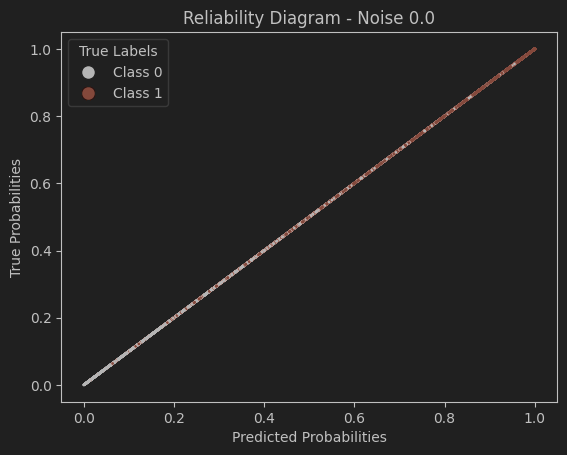 Reliability Diagram - Noise 0.0
True Labels
Class 0
Class 1
True Probabilities
1.0
0.8
0.6
0.4
0.2
0.0
0.0 0.2 0.4 0.6 0.8 1.0
Predicted Probabilities